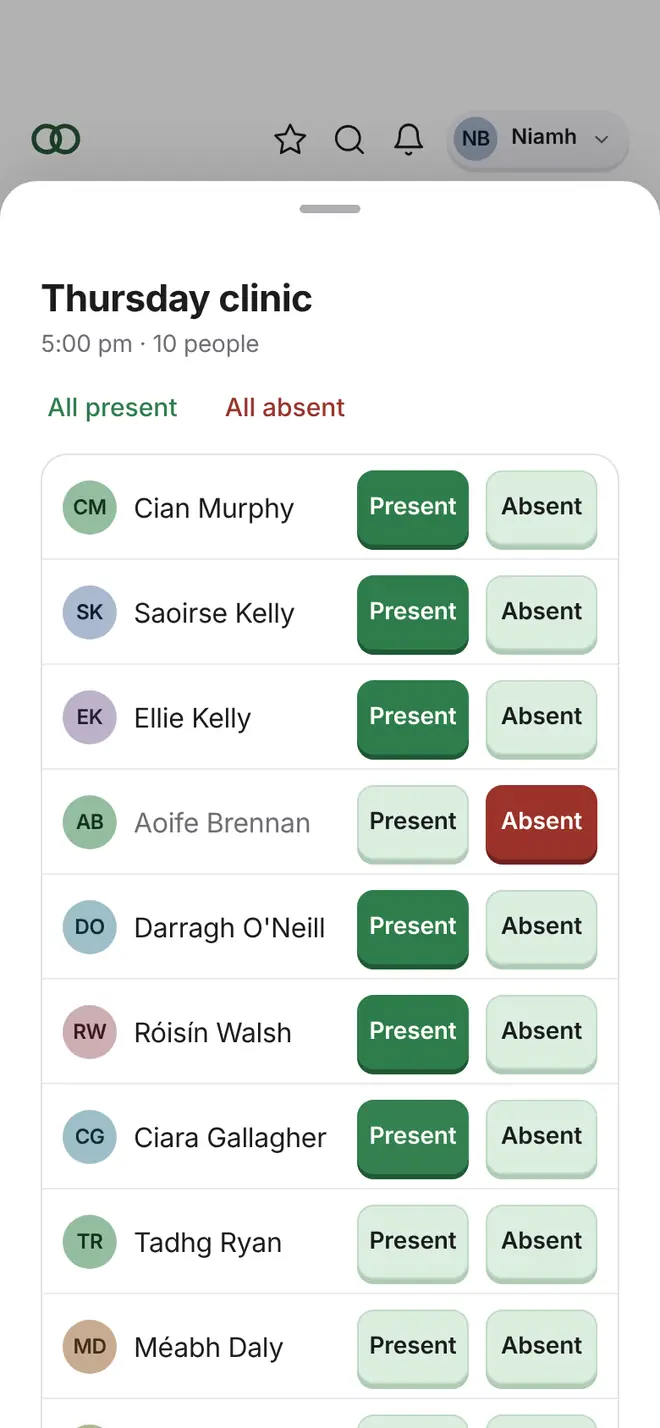 NB Niamh
Thursday clinic
5:00 pm · 10 people
All present All absent
CM Cian Murphy Present Absent
SK Saoirse Kelly Present Absent
EK Ellie Kelly Present Absent
AB Aoife Brennan Present Absent
DO Darragh O'Neill Present Absent
RW Róisín Walsh Present Absent
CG Ciara Gallagher Present Absent
TR Tadhg Ryan Present Absent
MD Méabh Daly Present Absent